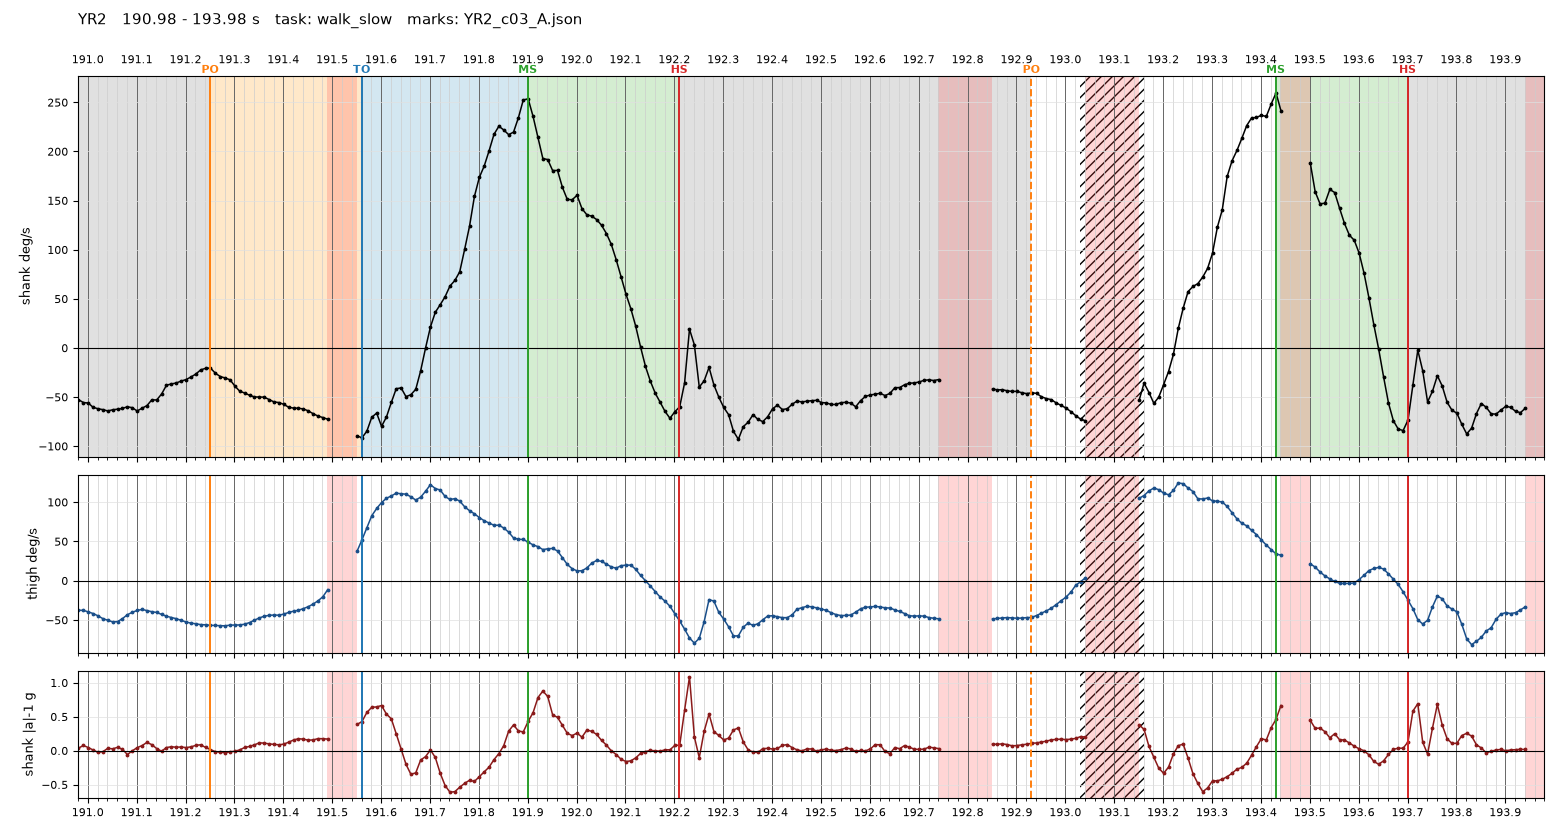 YR2   190.98 - 193.98 s   task: walk_slow   marks: YR2_c03_A.json
191.0 191.1 191.2 191.3 191.4 191.5 191.6 191.7 191.8 191.9 192.0 192.1 192.2 192.3 192.4 192.5 192.6 192.7 192.8 192.9 193.0 193.1 193.2 193.3 193.4 193.5 193.6 193.7 193.8 193.9
PO TO MS HS PO MS HS
250
200
150
100
50
0
−50
−100
shank deg/s
100
50
0
−50
thigh deg/s
1.0
0.5
0.0
−0.5
shank |a|-1 g
191.0 191.1 191.2 191.3 191.4 191.5 191.6 191.7 191.8 191.9 192.0 192.1 192.2 192.3 192.4 192.5 192.6 192.7 192.8 192.9 193.0 193.1 193.2 193.3 193.4 193.5 193.6 193.7 193.8 193.9